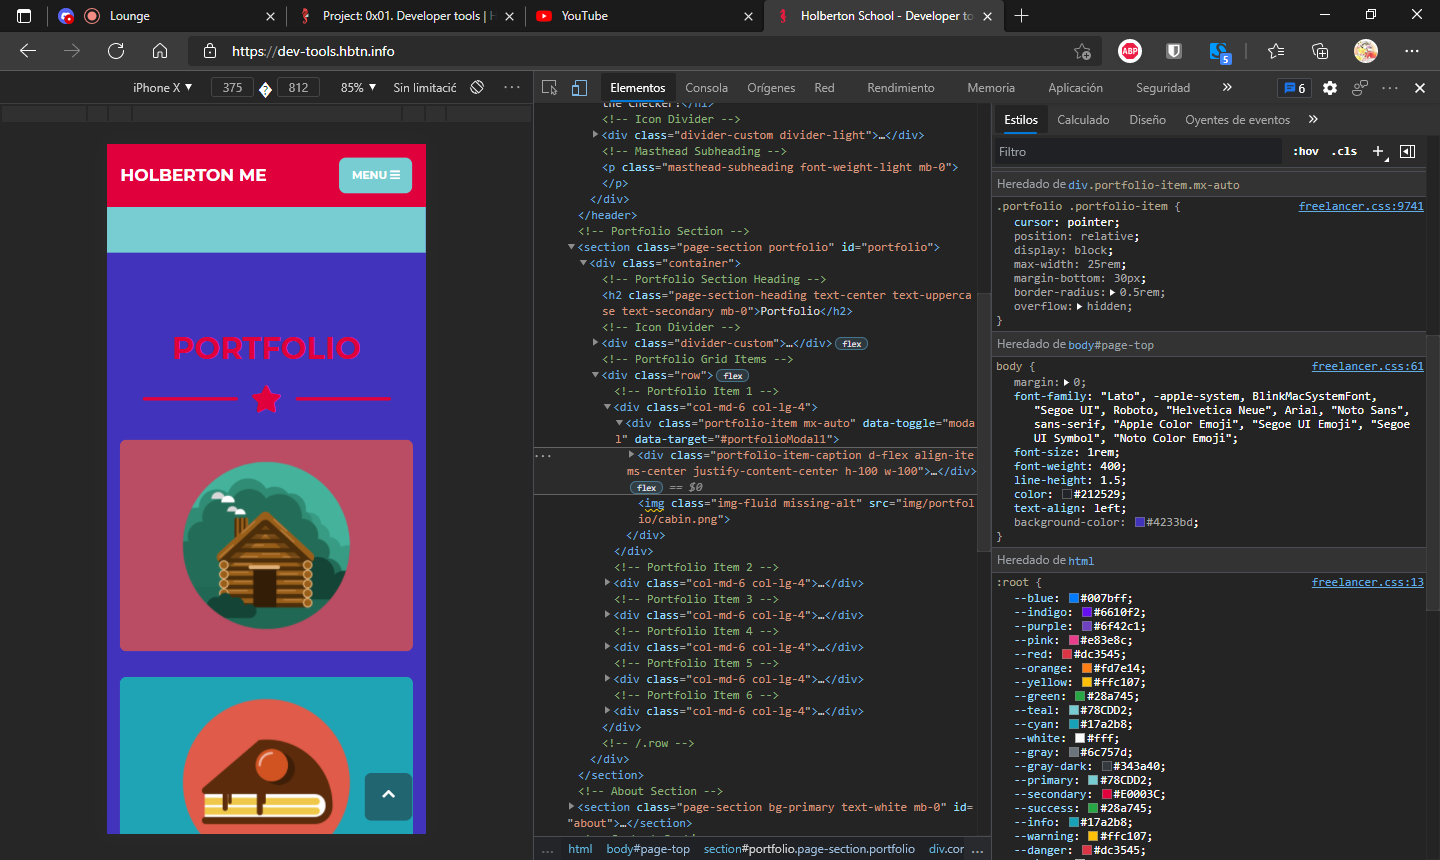 Lounge
Project: 0x01. Developer tools | H
YouTube
Holberton School - Developer to
https://dev-tools.hbtn.info
ABP
5
iPhone X ▼
375
812
85% ▼
Sin limitació
Elementos
Consola
Orígenes
Red
Rendimiento
Memoria
Aplicación
Seguridad
»
6
HOLBERTON ME
MENU
PORTFOLIO
the Checker!</h1>
<!-- Icon Divider -->
<div class="divider-custom divider-light">…</div>
<!-- Masthead Subheading -->
<p class="masthead-subheading font-weight-light mb-0">
</p>
</div>
</header>
<!-- Portfolio Section -->
<section class="page-section portfolio" id="portfolio">
<div class="container">
<!-- Portfolio Section Heading -->
<h2 class="page-section-heading text-center text-upperca
se text-secondary mb-0">Portfolio</h2>
<!-- Icon Divider -->
<div class="divider-custom">…</div> flex
<!-- Portfolio Grid Items -->
<div class="row"> flex
<!-- Portfolio Item 1 -->
<div class="col-md-6 col-lg-4">
<div class="portfolio-item mx-auto" data-toggle="moda
l" data-target="#portfolioModal1">
<div class="portfolio-item-caption d-flex align-ite
ms-center justify-content-center h-100 w-100">…</div>
flex == $0
<img class="img-fluid missing-alt" src="img/portfol
io/cabin.png">
</div>
</div>
<!-- Portfolio Item 2 -->
<div class="col-md-6 col-lg-4">…</div>
<!-- Portfolio Item 3 -->
<div class="col-md-6 col-lg-4">…</div>
<!-- Portfolio Item 4 -->
<div class="col-md-6 col-lg-4">…</div>
<!-- Portfolio Item 5 -->
<div class="col-md-6 col-lg-4">…</div>
<!-- Portfolio Item 6 -->
<div class="col-md-6 col-lg-4">…</div>
</div>
<!-- /.row -->
</div>
</section>
<!-- About Section -->
<section class="page-section bg-primary text-white mb-0" id=
"about">…</section>
... html body#page-top section#portfolio.page-section.portfolio div.cor ...
Estilos
Calculado
Diseño
Oyentes de eventos
»
Filtro
:hov
.cls
+
Heredado de div.portfolio-item.mx-auto
.portfolio .portfolio-item { freelancer.css:9741
cursor: pointer;
position: relative;
display: block;
max-width: 25rem;
margin-bottom: 30px;
border-radius: 0.5rem;
overflow: hidden;
}
Heredado de body#page-top
body { freelancer.css:61
margin: 0;
font-family: "Lato", -apple-system, BlinkMacSystemFont,
"Segoe UI", Roboto, "Helvetica Neue", Arial, "Noto Sans",
sans-serif, "Apple Color Emoji", "Segoe UI Emoji", "Segoe
UI Symbol", "Noto Color Emoji";
font-size: 1rem;
font-weight: 400;
line-height: 1.5;
color: #212529;
text-align: left;
background-color: #4233bd;
}
Heredado de html
:root { freelancer.css:13
--blue: #007bff;
--indigo: #6610f2;
--purple: #6f42c1;
--pink: #e83e8c;
--red: #dc3545;
--orange: #fd7e14;
--yellow: #ffc107;
--green: #28a745;
--teal: #78CDD2;
--cyan: #17a2b8;
--white: #fff;
--gray: #6c757d;
--gray-dark: #343a40;
--primary: #78CDD2;
--secondary: #E0003C;
--success: #28a745;
--info: #17a2b8;
--warning: #ffc107;
--danger: #dc3545;